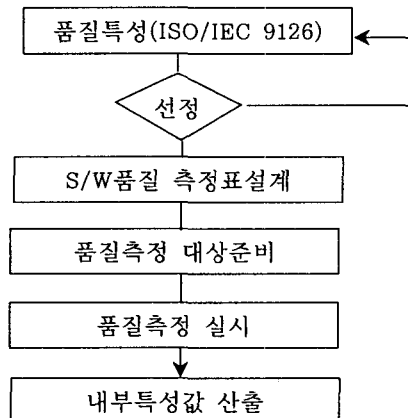 품질특성(ISO/IEC 9126)
선정
S/W품질 측정표설계
품질측정 대상준비
품질측정 실시
내부특성값 산출